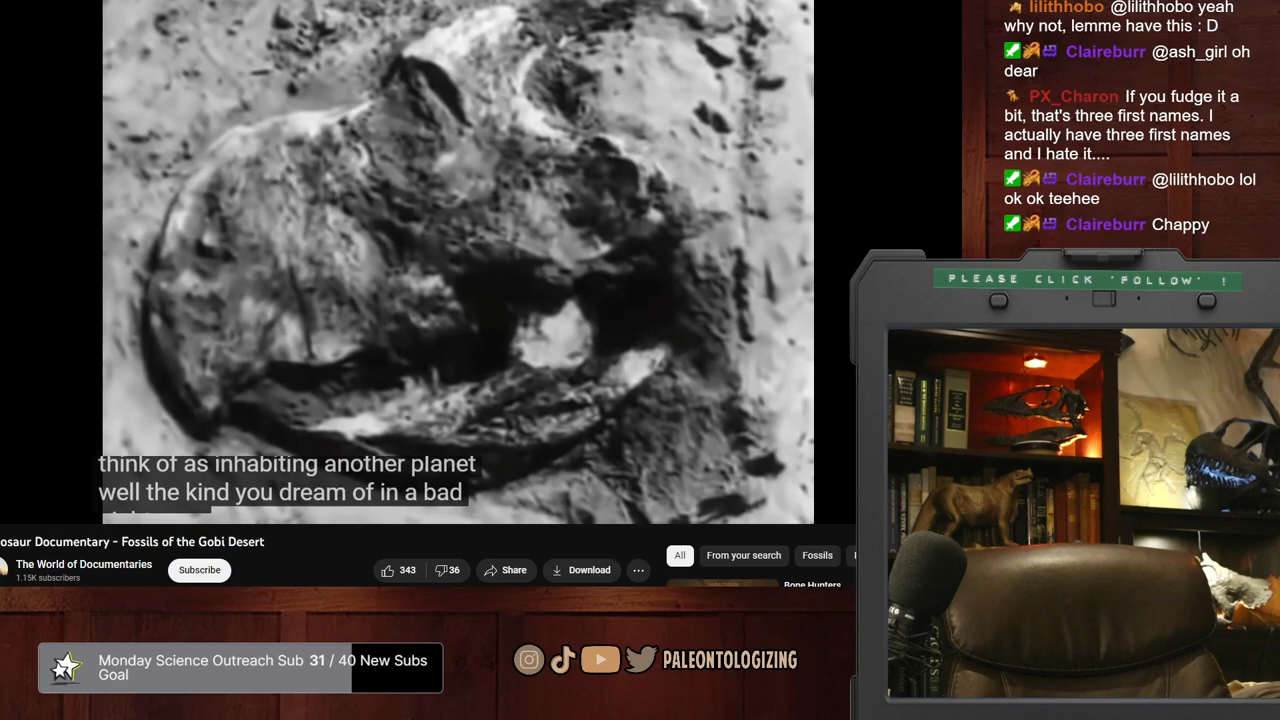 lilithhobo @lilithhobo yeah
why not, lemme have this : D
Claireburr @ash_girl oh
dear
PX_Charon If you fudge it a
bit, that's three first names. I
actually have three first names
and I hate it....
Claireburr @lilithhobo lol
ok ok teehee
Claireburr Chappy
PLEASE CLICK 'FOLLOW' !
think of as inhabiting another planet
well the kind you dream of in a bad
osaur Documentary - Fossils of the Gobi Desert
The World of Documentaries
1.15K subscribers
Subscribe
343
36
Share
Download
All
From your search
Fossils
Bone Hunters
Monday Science Outreach Sub 31 / 40 New Subs
Goal
PALEONTOLOGIZING